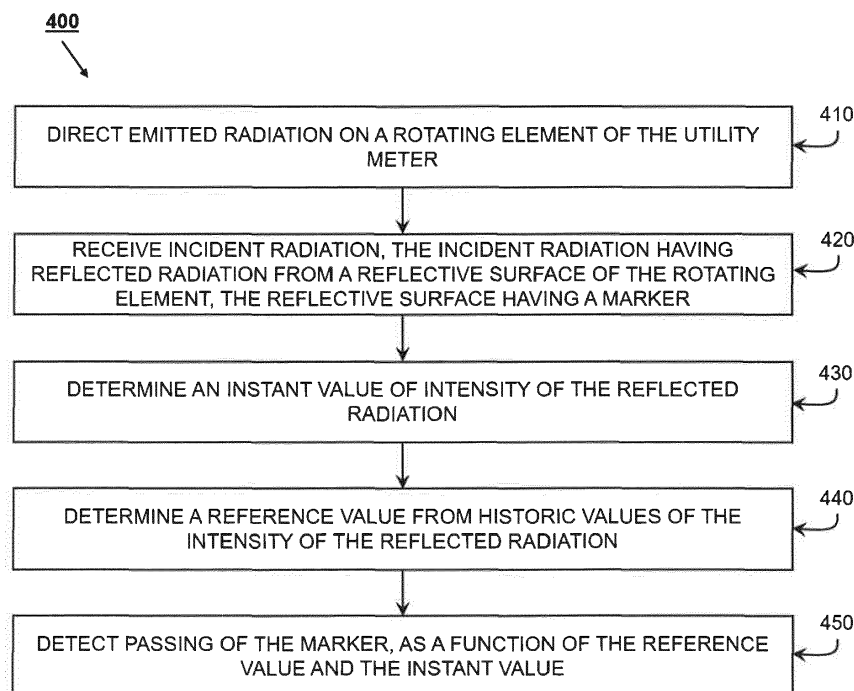 400
DIRECT EMITTED RADIATION ON A ROTATING ELEMENT OF THE UTILITY
METER
410
RECEIVE INCIDENT RADIATION, THE INCIDENT RADIATION HAVING
REFLECTED RADIATION FROM A REFLECTIVE SURFACE OF THE ROTATING
ELEMENT, THE REFLECTIVE SURFACE HAVING A MARKER
420
DETERMINE AN INSTANT VALUE OF INTENSITY OF THE REFLECTED
RADIATION
430
DETERMINE A REFERENCE VALUE FROM HISTORIC VALUES OF THE
INTENSITY OF THE REFLECTED RADIATION
440
DETECT PASSING OF THE MARKER, AS A FUNCTION OF THE REFERENCE
VALUE AND THE INSTANT VALUE
450